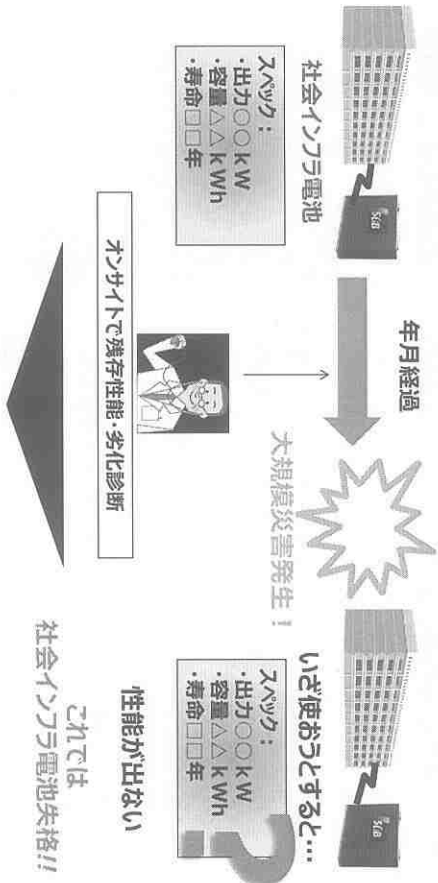 社会インフラ電池
スペック:
・出力○○kW
・容量△△kWh
・寿命□□年
年月経過
大規模災害発生!
オンサイトで残存性能・劣化診断
いざ使おうとすると…
スペック:
・出力○○kW
・容量△△kWh
・寿命□□年
?
性能が出ない
これでは
社会インフラ電池失格!!
SCiB
SCiB